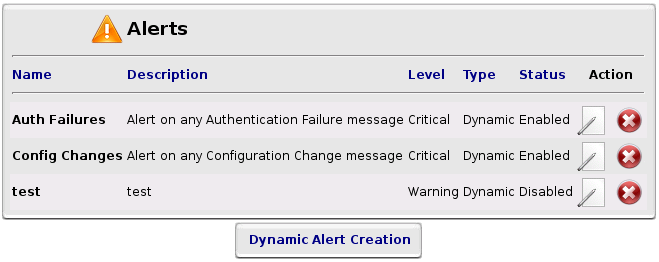 Alerts
Name Description Level Type Status Action
Auth Failures Alert on any Authentication Failure message Critical Dynamic Enabled
Config Changes Alert on any Configuration Change message Critical Dynamic Enabled
test test Warning Dynamic Disabled
Dynamic Alert Creation